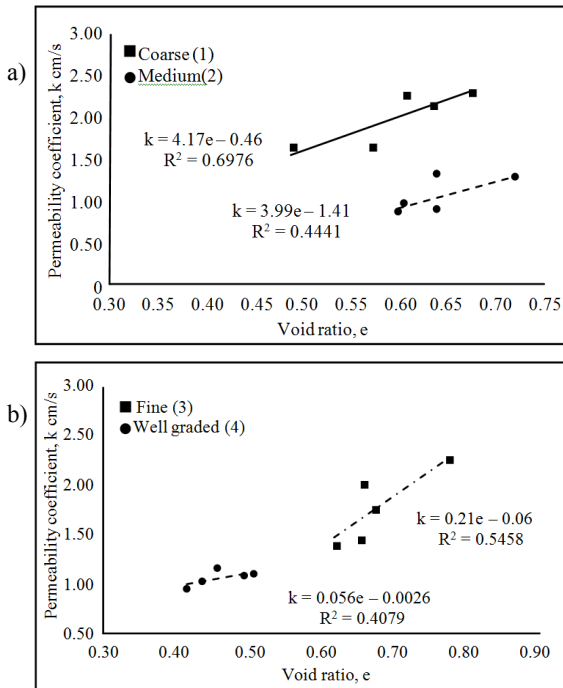 a)
Permeability coefficient, k cm/s
3.00
2.50
2.00
1.50
1.00
0.50
0
Coarse (1)
Medium(2)
k = 4.17e – 0.46
R² = 0.6976
k = 3.99e – 1.41
R² = 0.4441
0.30 0.35 0.40 0.45 0.50 0.55 0.60 0.65 0.70 0.75
Void ratio, e
b)
Permeability coefficient, k cm/s
3.00
2.50
2.00
1.50
1.00
0.50
Fine (3)
Well graded (4)
k = 0.21e – 0.06
R² = 0.5458
k = 0.056e – 0.0026
R² = 0.4079
0.30 0.40 0.50 0.60 0.70 0.80 0.90
Void ratio, e